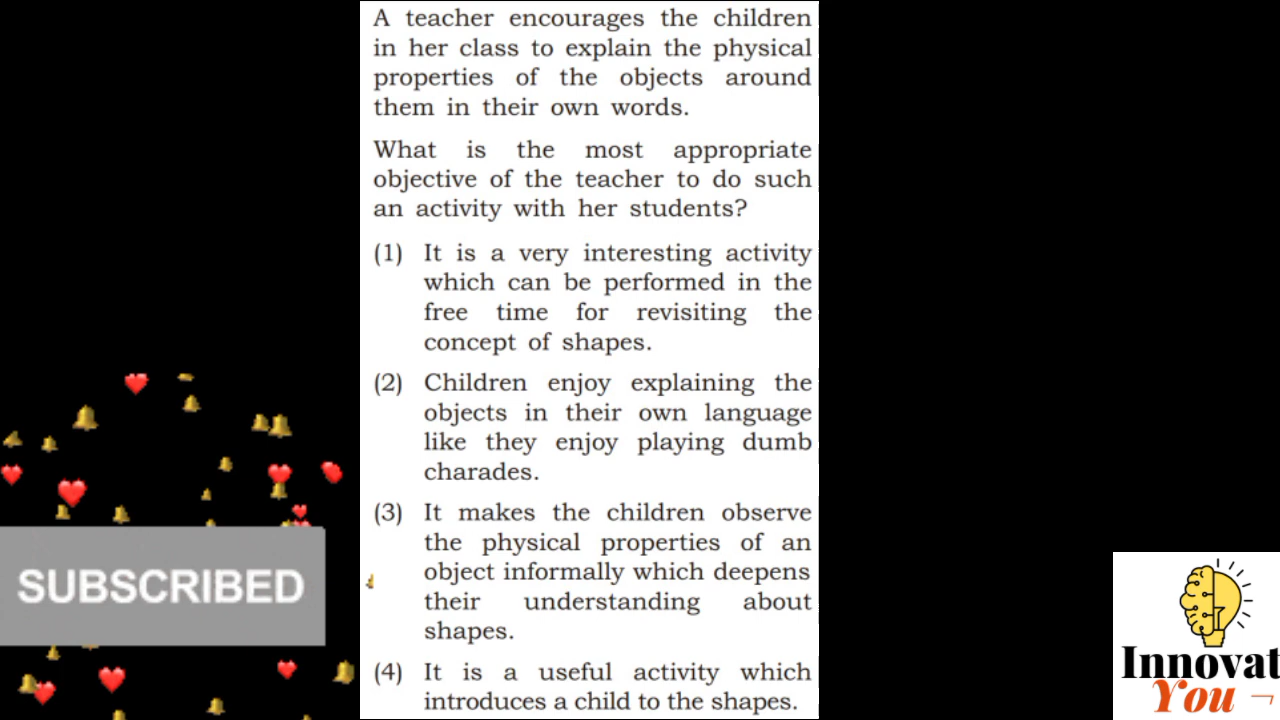 A teacher encourages the children
in her class to explain the physical
properties of the objects around
them in their own words.
What is the most appropriate
objective of the teacher to do such
an activity with her students?
(1) It is a very interesting activity
which can be performed in the
free time for revisiting the
concept of shapes.
(2) Children enjoy explaining the
objects in their own language
like they enjoy playing dumb
charades.
(3) It makes the children observe
the physical properties of an
object informally which deepens
their understanding about
shapes.
(4) It is a useful activity which
introduces a child to the shapes.
SUBSCRIBED
Innovat
You